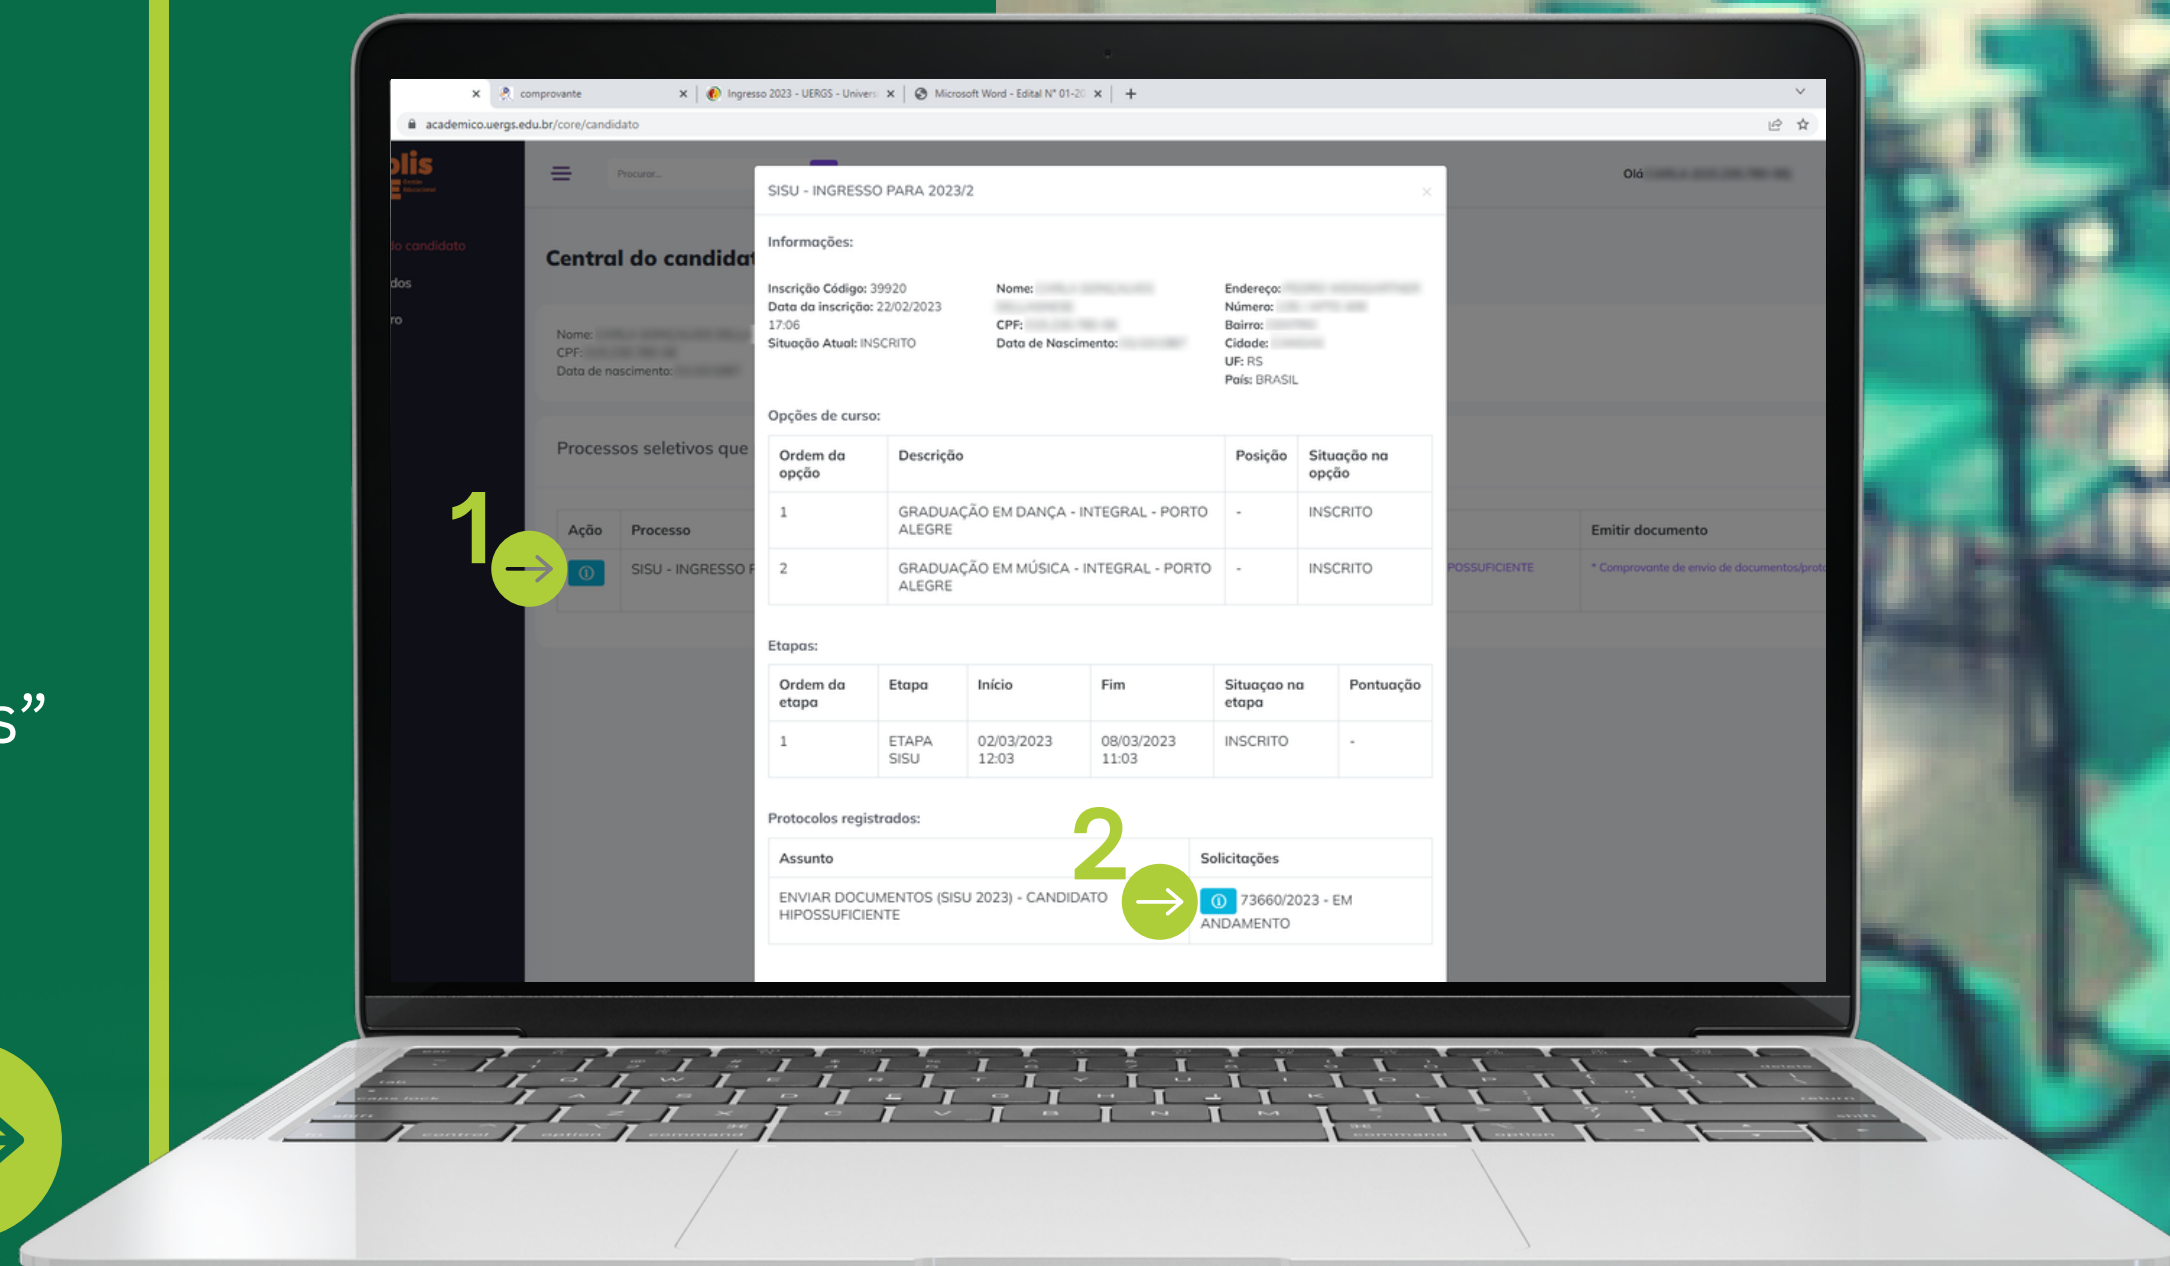 comprovante
Ingresso 2023 - UERGS - Univers
Microsoft Word - Edital N° 01-20
academico.uergs.edu.br/core/candidato
olis
Procurar...
Olá
do candidato
dos
ro
Central do candidat
Nome:
CPF:
Data de nascimento:
Processos seletivos que
Ação
Processo
SISU - INGRESSO P
POSSUFICIENTE
Emitir documento
* Comprovante de envio de documentos/proto
1
SISU - INGRESSO PARA 2023/2
Informações:
Inscrição Código: 39920
Data da inscrição: 22/02/2023
17:06
Situação Atual: INSCRITO
Nome:
CPF:
Data de Nascimento:
Endereço:
Número:
Bairro:
Cidade:
UF: RS
País: BRASIL
Opções de curso:
Ordem da opção Descrição Posição Situação na opção
1 GRADUAÇÃO EM DANÇA - INTEGRAL - PORTO ALEGRE - INSCRITO
2 GRADUAÇÃO EM MÚSICA - INTEGRAL - PORTO ALEGRE - INSCRITO
Etapas:
Ordem da etapa Etapa Início Fim Situaçao na etapa Pontuação
1 ETAPA SISU 02/03/2023 12:03 08/03/2023 11:03 INSCRITO -
Protocolos registrados:
2
Assunto Solicitações
ENVIAR DOCUMENTOS (SISU 2023) - CANDIDATO HIPOSSUFICIENTE 73660/2023 - EM ANDAMENTO
s”